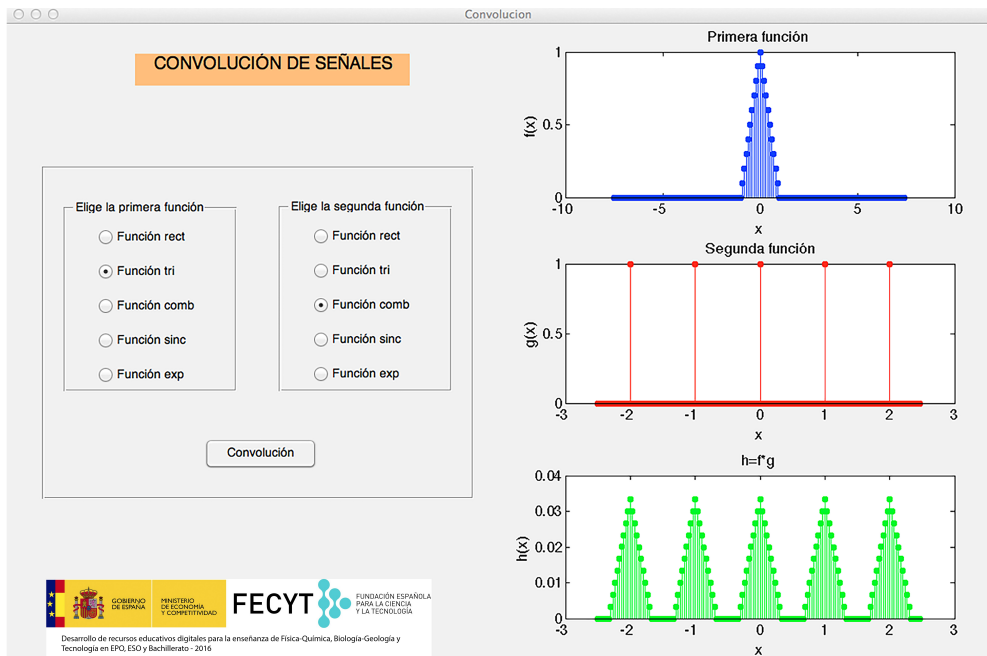 Convolucion
CONVOLUCIÓN DE SEÑALES
Elige la primera función
Función rect
Función tri
Función comb
Función sinc
Función exp
Elige la segunda función
Función rect
Función tri
Función comb
Función sinc
Función exp
Convolución
Primera función
1
0.5
0
f(x)
-10 -5 0 5 10
x
Segunda función
1
0.5
0
g(x)
-3 -2 -1 0 1 2 3
x
h=f*g
0.04
0.03
0.02
0.01
0
h(x)
-3 -2 -1 0 1 2 3
x
GOBIERNO
DE ESPAÑA
MINISTERIO
DE ECONOMÍA
Y COMPETITIVIDAD
FECYT
FUNDACIÓN ESPAÑOLA
PARA LA CIENCIA
Y LA TECNOLOGÍA
Desarrollo de recursos educativos digitales para la enseñanza de Física-Química, Biología-Geología y
Tecnologia en EPO, ESO y Bachillerato - 2016